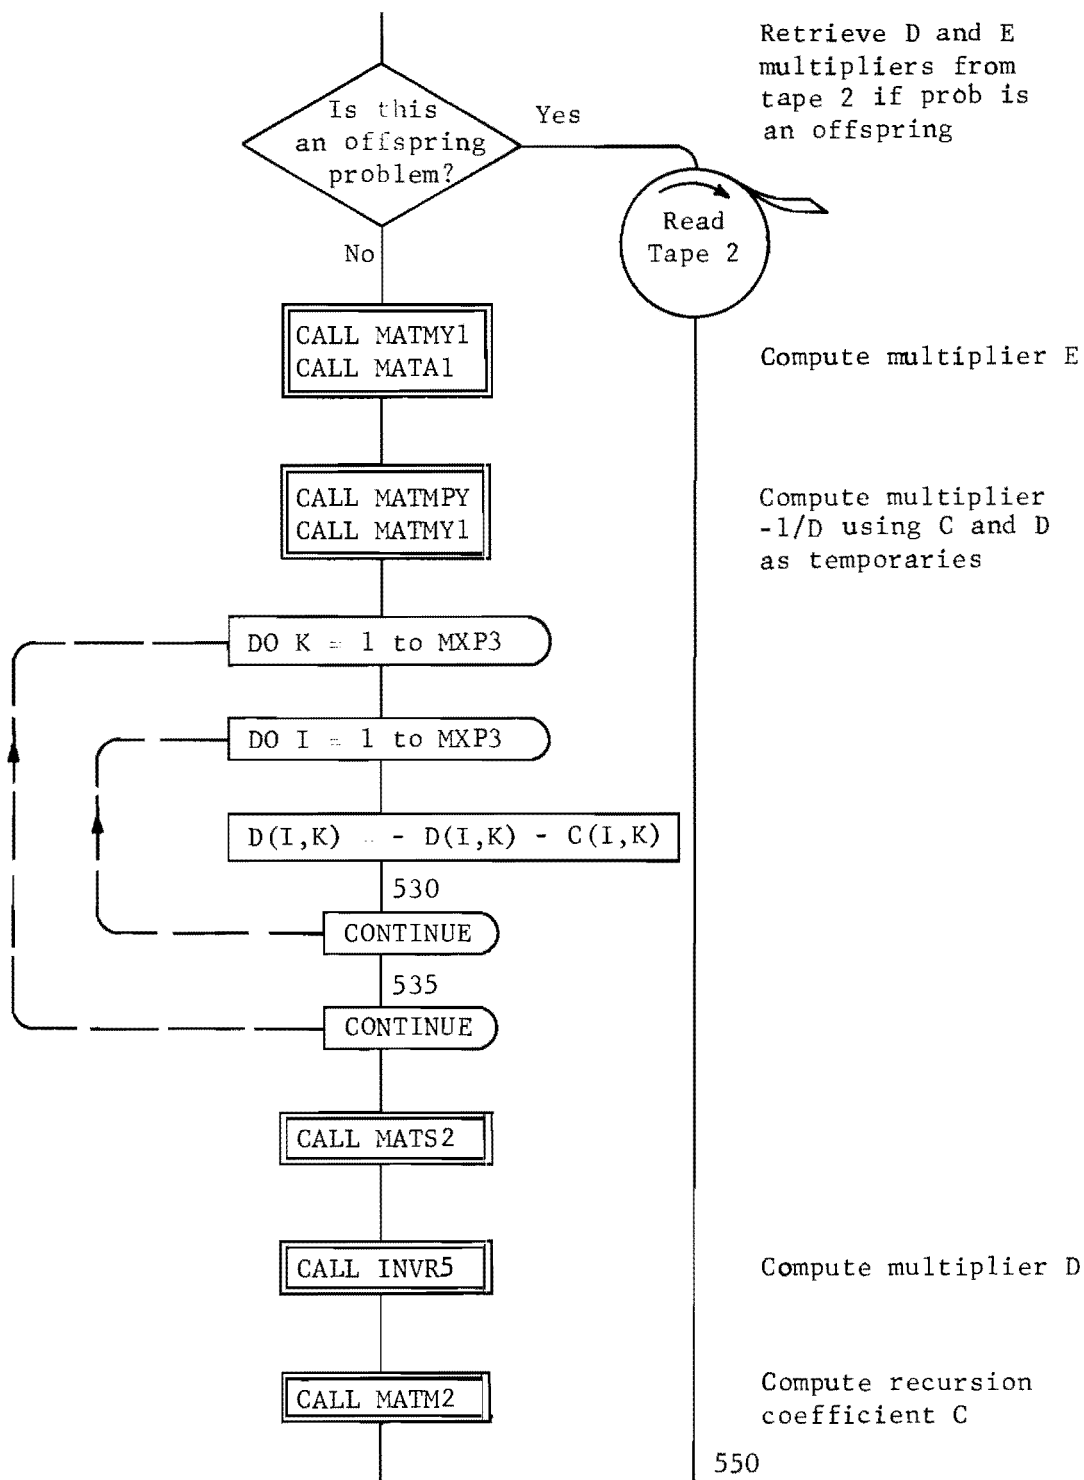 Retrieve D and E
multipliers from
tape 2 if prob is
an offspring
Is this
an offspring
problem?
Yes
Read
Tape 2
No
CALL MATMY1
CALL MATA1
Compute multiplier E
CALL MATMPY
CALL MATMY1
Compute multiplier
-1/D using C and D
as temporaries
DO K = 1 to MXP3
DO I = 1 to MXP3
D(I,K) = - D(I,K) - C(I,K)
530
CONTINUE
535
CONTINUE
CALL MATS2
CALL INVR5
Compute multiplier D
CALL MATM2
Compute recursion
coefficient C
550